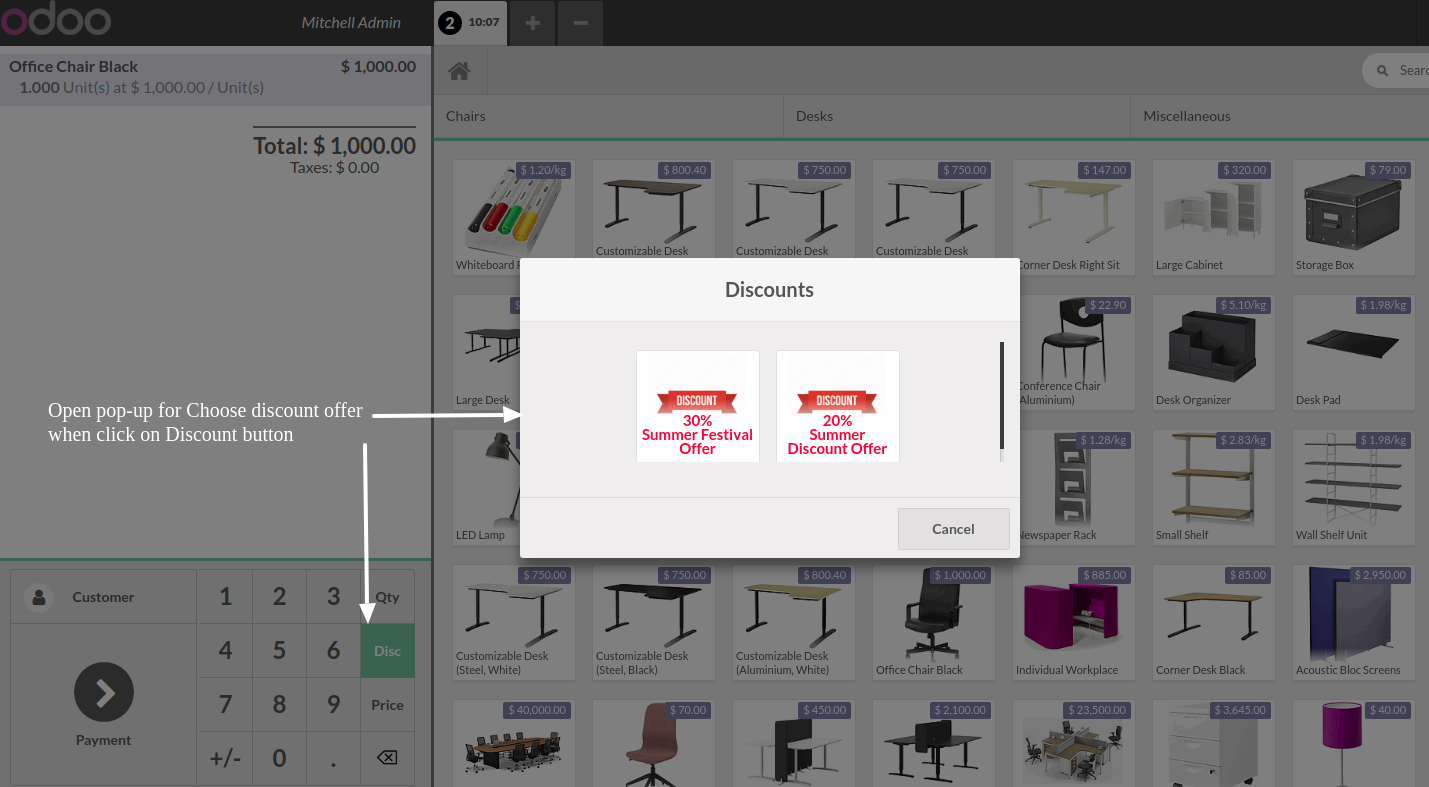 odoo
Mitchell Admin
2 10:07
Office Chair Black $ 1,000.00
1.000 Unit(s) at $ 1,000.00 / Unit(s)
Total: $ 1,000.00
Taxes: $ 0.00
Chairs Desks Miscellaneous
$ 1.20/kg $ 800.40 $ 750.00 $ 750.00 $ 147.00 $ 320.00 $ 79.00
Customizable Desk Customizable Desk Customizable Desk
Whiteboard Corner Desk Right Sit Large Cabinet Storage Box
$ 22.90 $ 5.10/kg $ 1.98/kg
Large Desk
Conference Chair
(Aluminium) Desk Organizer Desk Pad
$ 1.28/kg $ 2.83/kg $ 1.98/kg
LED Lamp Newspaper Rack Small Shelf Wall Shelf Unit
Discounts
DISCOUNT
30%
Summer Festival
Offer
DISCOUNT
20%
Summer
Discount Offer
Cancel
Open pop-up for Choose discount offer
when click on Discount button
$ 750.00 $ 750.00 $ 800.40 $ 1,000.00 $ 885.00 $ 85.00 $ 2,950.00
Customizable Desk
(Steel, White)
Customizable Desk
(Steel, Black)
Customizable Desk
(Aluminium, White)
Office Chair Black Individual Workplace Corner Desk Black Acoustic Bloc Screens
$ 40,000.00 $ 70.00 $ 450.00 $ 2,100.00 $ 23,500.00 $ 3,645.00 $ 40.00
Customer 1 2 3 Qty
4 5 6 Disc
7 8 9 Price
Payment
+/- 0 .